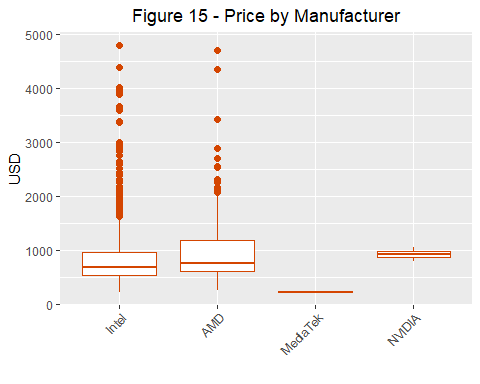 Figure 15 - Price by Manufacturer
5000
4000
3000
2000
1000
0
USD
Intel
AMD
MediaTek
NVIDIA